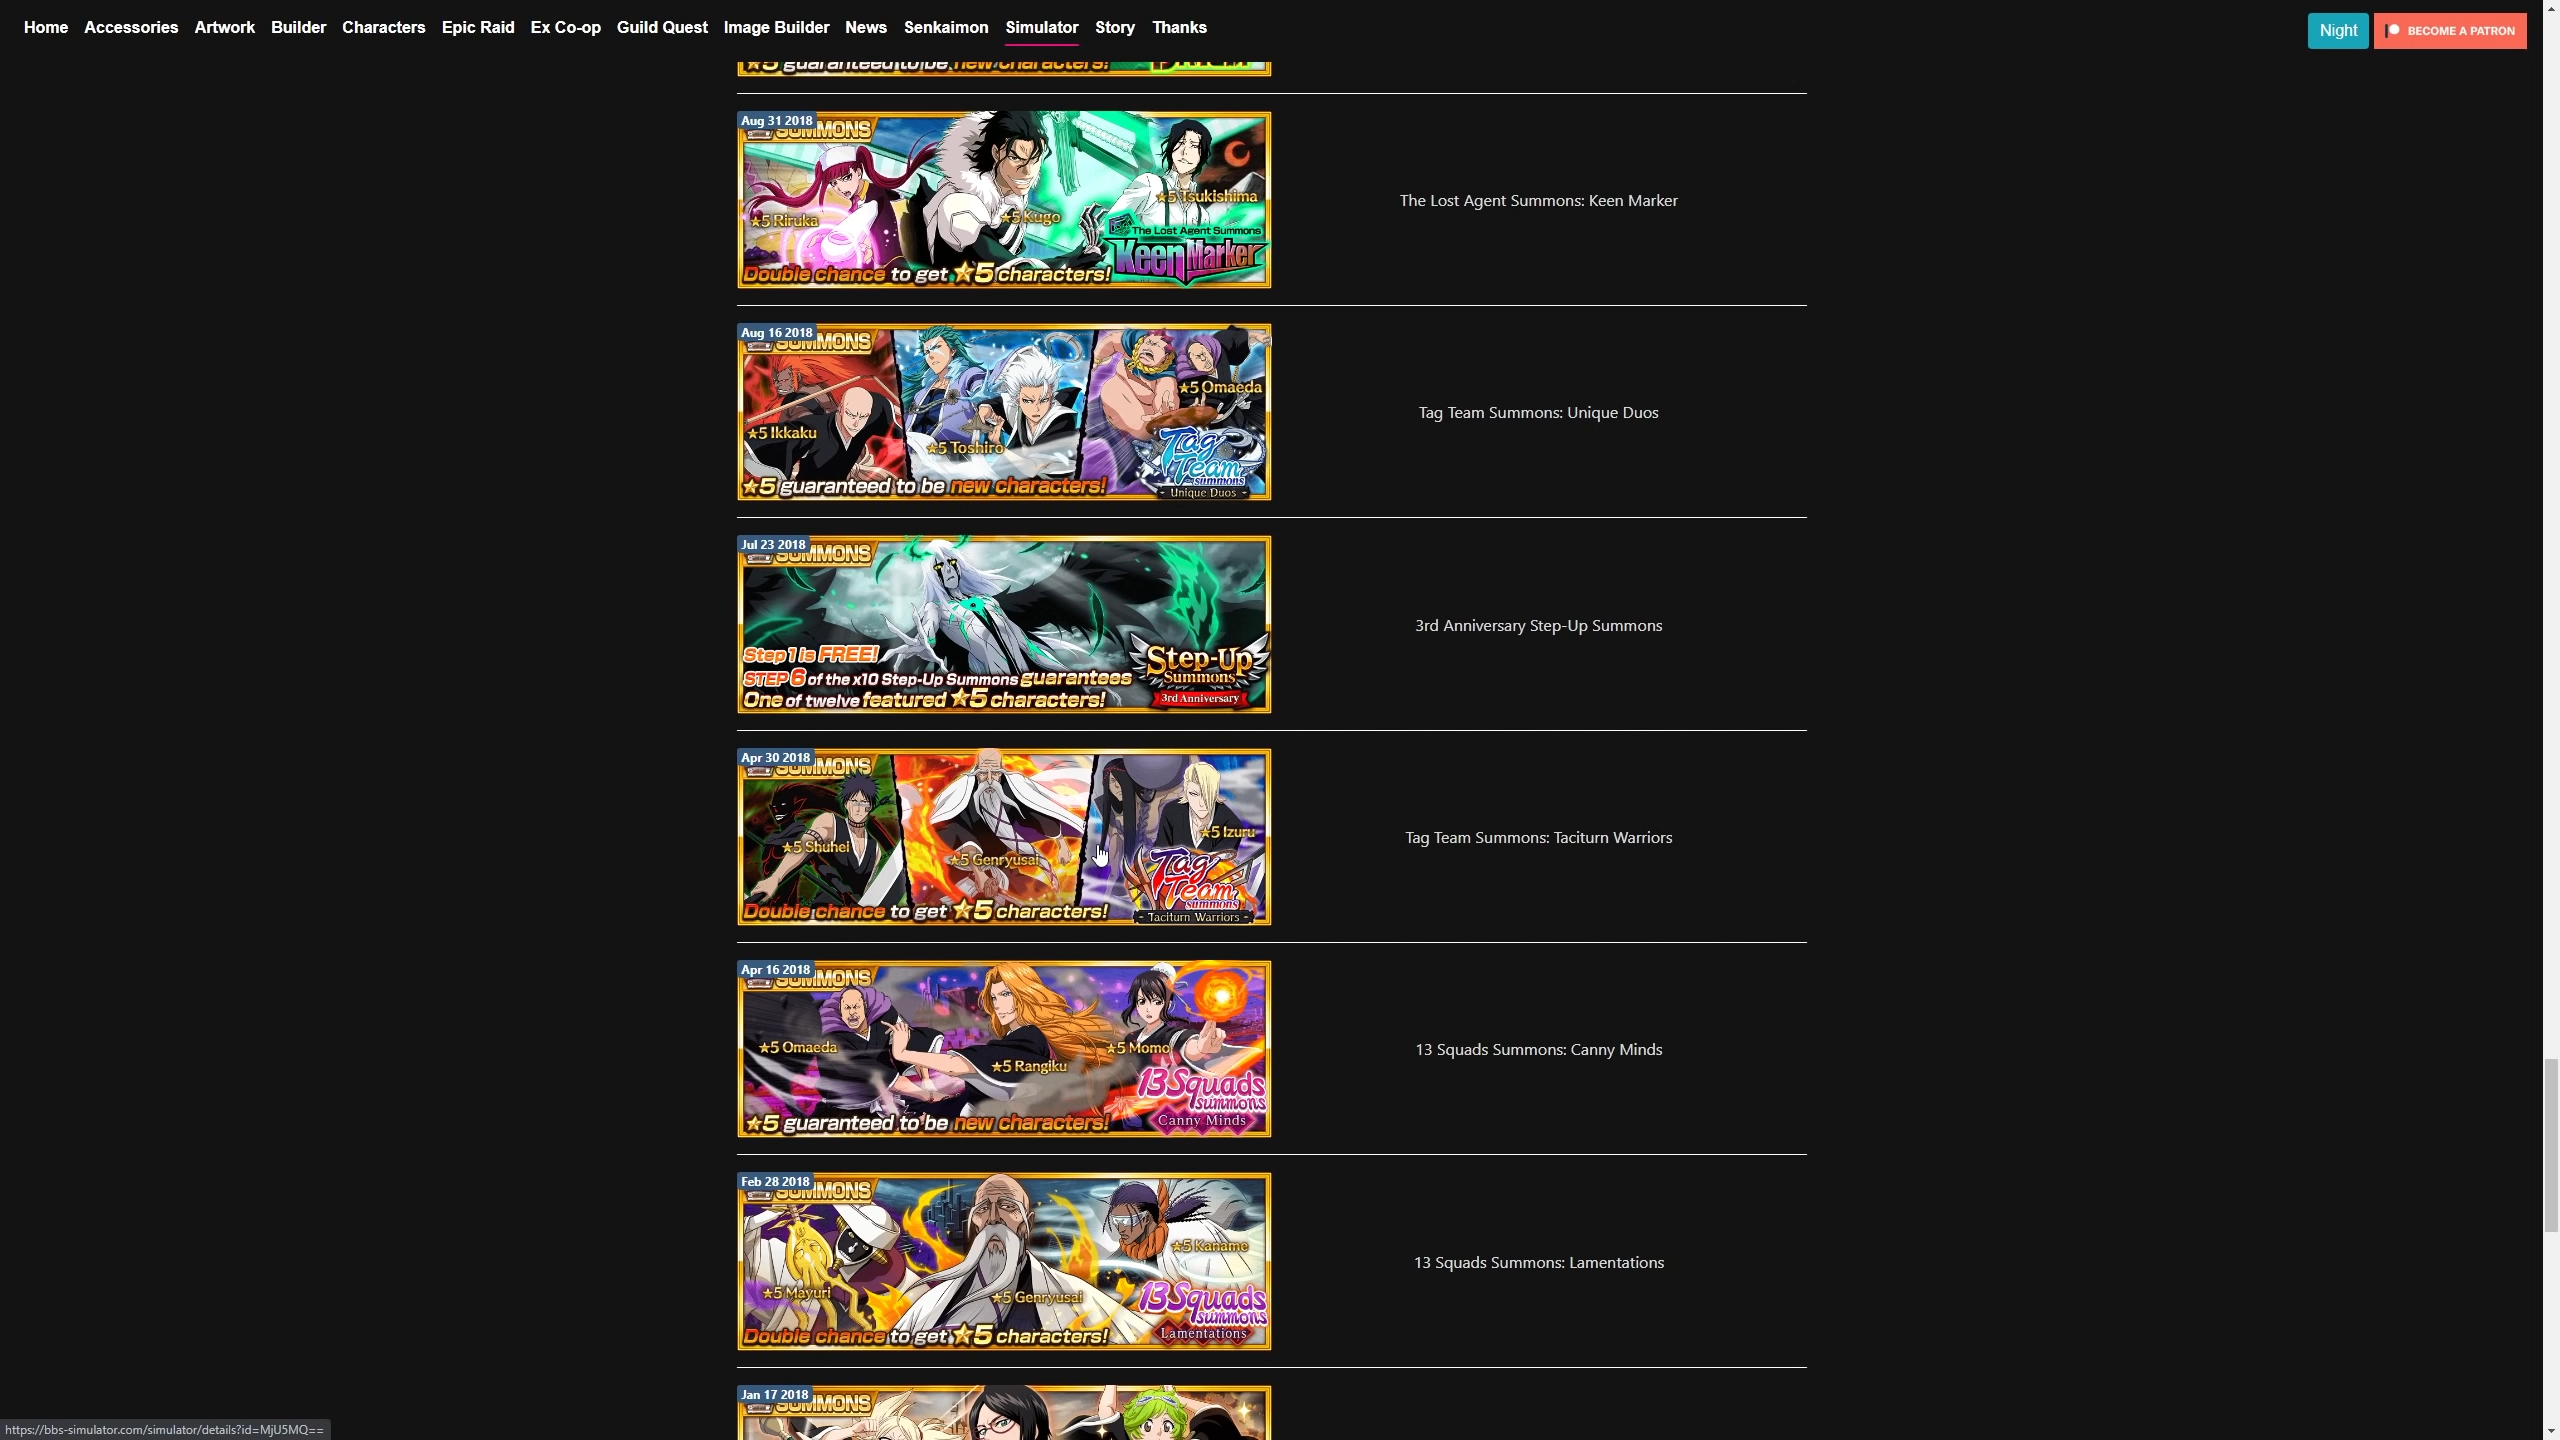 Home Accessories Artwork Builder Characters Epic Raid Ex Co-op Guild Quest Image Builder News Senkaimon Simulator Story Thanks
Night
BECOME A PATRON
★5 guaranteed to be new characters!
Aug 31 2018
SUMMONS
★5 Riruka
★5 Kugo
★5 Tsukishima
The Lost Agent Summons
Keen Marker
Double chance to get ★5 characters!
The Lost Agent Summons: Keen Marker
Aug 16 2018
SUMMONS
★5 Ikkaku
★5 Toshiro
★5 Omaeda
Tag Team summons
- Unique Duos -
★5 guaranteed to be new characters!
Tag Team Summons: Unique Duos
Jul 23 2018
SUMMONS
Step 1 is FREE!
STEP 6 of the x10 Step-Up Summons guarantees
One of twelve featured ★5 characters!
Step-Up
Summons
3rd Anniversary
3rd Anniversary Step-Up Summons
Apr 30 2018
SUMMONS
★5 Shuhei
★5 Genryusai
★5 Izuru
Tag Team summons
- Taciturn Warriors -
Double chance to get ★5 characters!
Tag Team Summons: Taciturn Warriors
Apr 16 2018
SUMMONS
★5 Omaeda
★5 Rangiku
★5 Momo
13 Squads
summons
Canny Minds
★5 guaranteed to be new characters!
13 Squads Summons: Canny Minds
Feb 28 2018
SUMMONS
★5 Mayuri
★5 Genryusai
★5 Kaname
13 Squads
summons
Lamentations
Double chance to get ★5 characters!
13 Squads Summons: Lamentations
Jan 17 2018
SUMMONS
https://bbs-simulator.com/simulator/details?id=MjU5MQ==